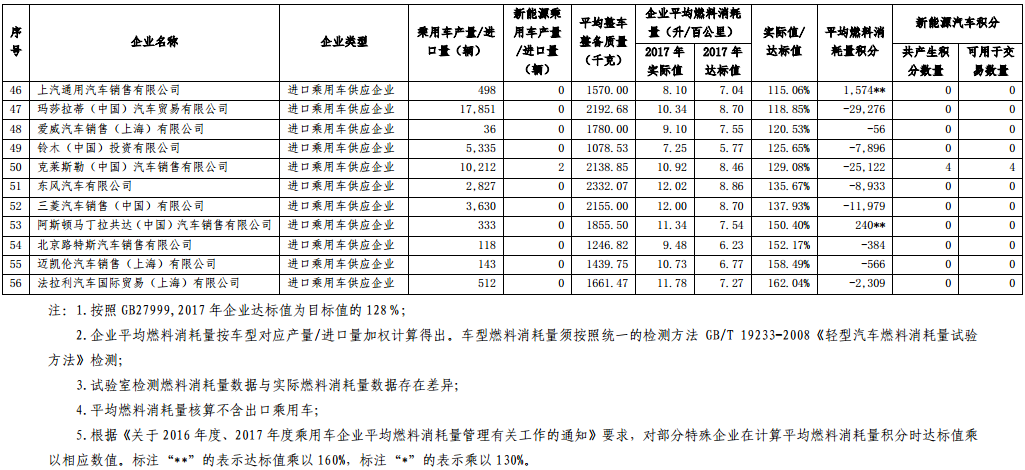 序号 企业名称 企业类型 乘用车产量/进口量（辆） 新能源乘用车产量/进口量（辆） 平均整车整备质量（千克） 企业平均燃料消耗量（升/百公里） 实际值/达标值 平均燃料消耗量积分 新能源汽车积分
2017年实际值 2017年达标值 共产生积分数量 可用于交易数量
46 上汽通用汽车销售有限公司 进口乘用车供应企业 498 0 1570.00 8.10 7.04 115.06% 1,574** 0 0
47 玛莎拉蒂（中国）汽车贸易有限公司 进口乘用车供应企业 17,851 0 2192.68 10.34 8.70 118.85% -29,276 0 0
48 爱威汽车销售（上海）有限公司 进口乘用车供应企业 36 0 1780.00 9.10 7.55 120.53% -56 0 0
49 铃木（中国）投资有限公司 进口乘用车供应企业 5,335 0 1078.53 7.25 5.77 125.65% -7,896 0 0
50 克莱斯勒（中国）汽车销售有限公司 进口乘用车供应企业 10,212 2 2138.85 10.92 8.46 129.08% -25,122 4 4
51 东风汽车有限公司 进口乘用车供应企业 2,827 0 2332.07 12.02 8.86 135.67% -8,933 0 0
52 三菱汽车销售（中国）有限公司 进口乘用车供应企业 3,630 0 2155.00 12.00 8.70 137.93% -11,979 0 0
53 阿斯顿马丁拉共达（中国）汽车销售有限公司 进口乘用车供应企业 333 0 1855.50 11.34 7.54 150.40% 240** 0 0
54 北京路特斯汽车销售有限公司 进口乘用车供应企业 118 0 1246.82 9.48 6.23 152.17% -384 0 0
55 迈凯伦汽车销售（上海）有限公司 进口乘用车供应企业 143 0 1439.75 10.73 6.77 158.49% -566 0 0
56 法拉利汽车国际贸易（上海）有限公司 进口乘用车供应企业 512 0 1661.47 11.78 7.27 162.04% -2,309 0 0
注：1.按照 GB27999,2017 年企业达标值为目标值的 128％；
2.企业平均燃料消耗量按车型对应产量/进口量加权计算得出。车型燃料消耗量须按照统一的检测方法 GB/T 19233-2008《轻型汽车燃料消耗量试验
方法》检测；
3.试验室检测燃料消耗量数据与实际燃料消耗量数据存在差异；
4.平均燃料消耗量核算不含出口乘用车；
5.根据《关于 2016 年度、2017 年度乘用车企业平均燃料消耗量管理有关工作的通知》要求，对部分特殊企业在计算平均燃料消耗量积分时达标值乘
以相应数值。标注“**”的表示达标值乘以 160%，标注“*”的表示乘以 130%。